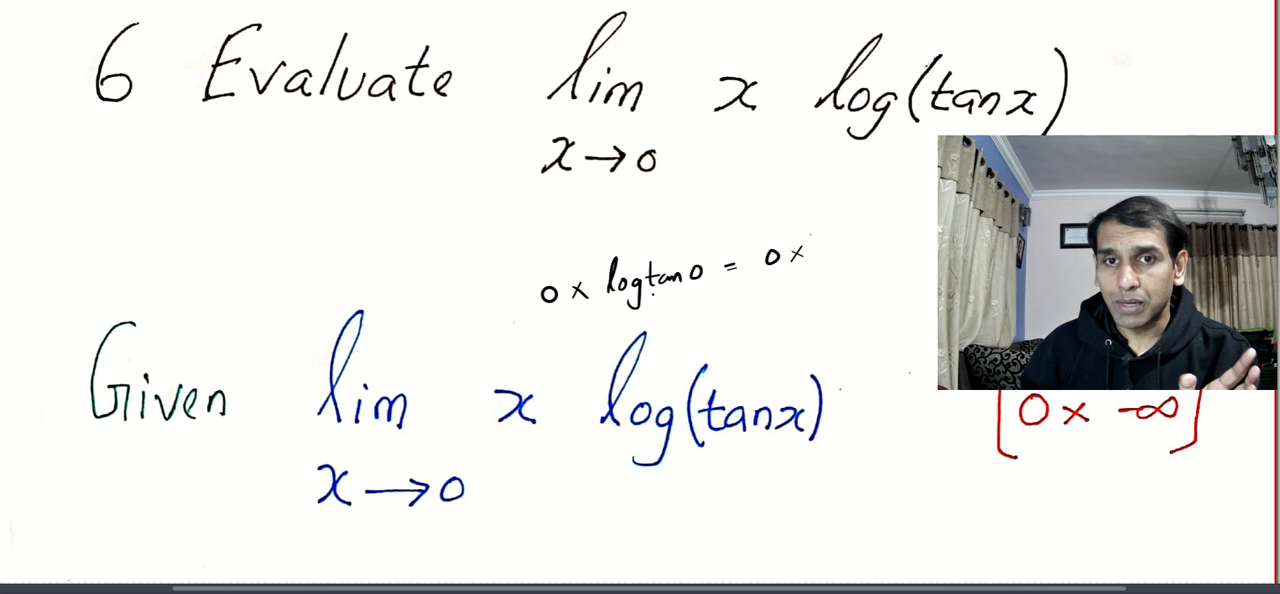 6 Evaluate lim x log(tanx)
x→0
0 × logtan0 = 0 ×
Given lim x log(tanx)
[0 × -∞]
x→0